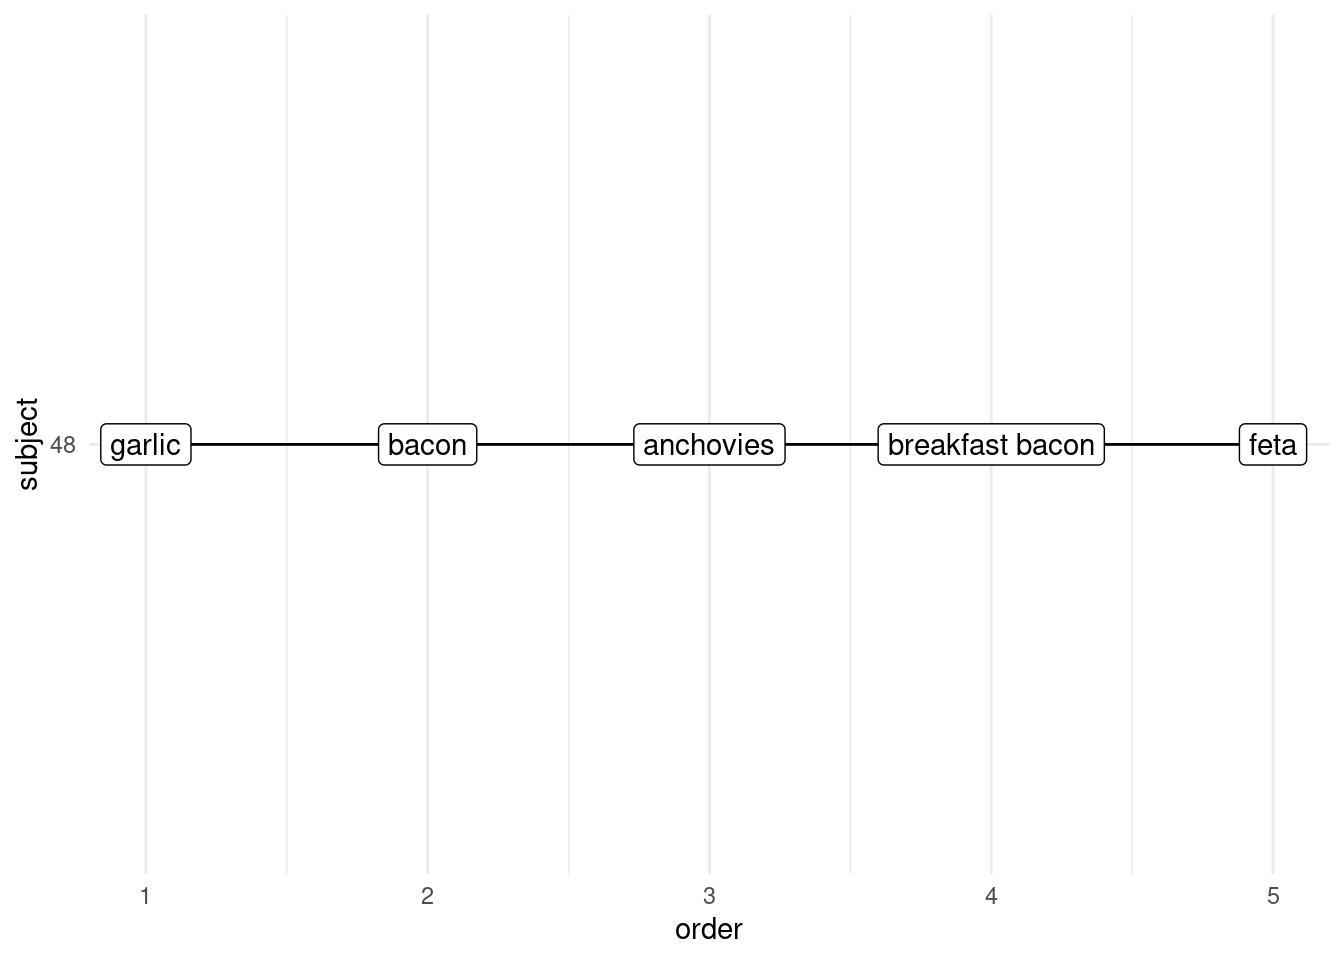 subject
48
garlic
bacon
anchovies
breakfast bacon
feta
1 2 3 4 5
order